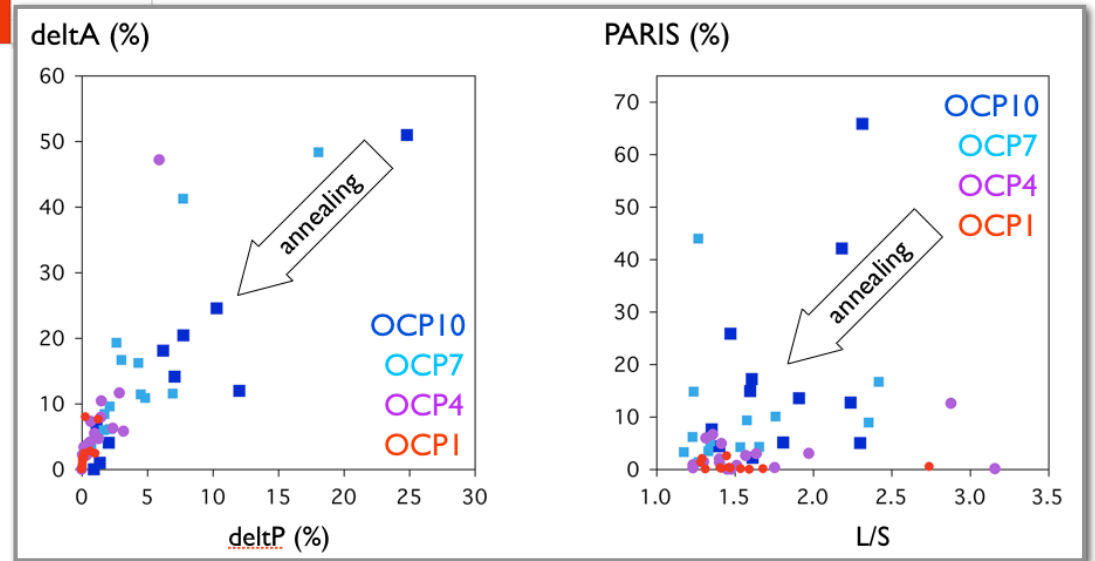 deltA (%)
60
50
40
30
20
10
0
annealing
OCP10
OCP7
OCP4
OCP1
0 5 10 15 20 25 30
deltP (%)
PARIS (%)
70
60
50
40
30
20
10
0
OCP10
OCP7
OCP4
OCP1
annealing
1.0 1.5 2.0 2.5 3.0 3.5
L/S